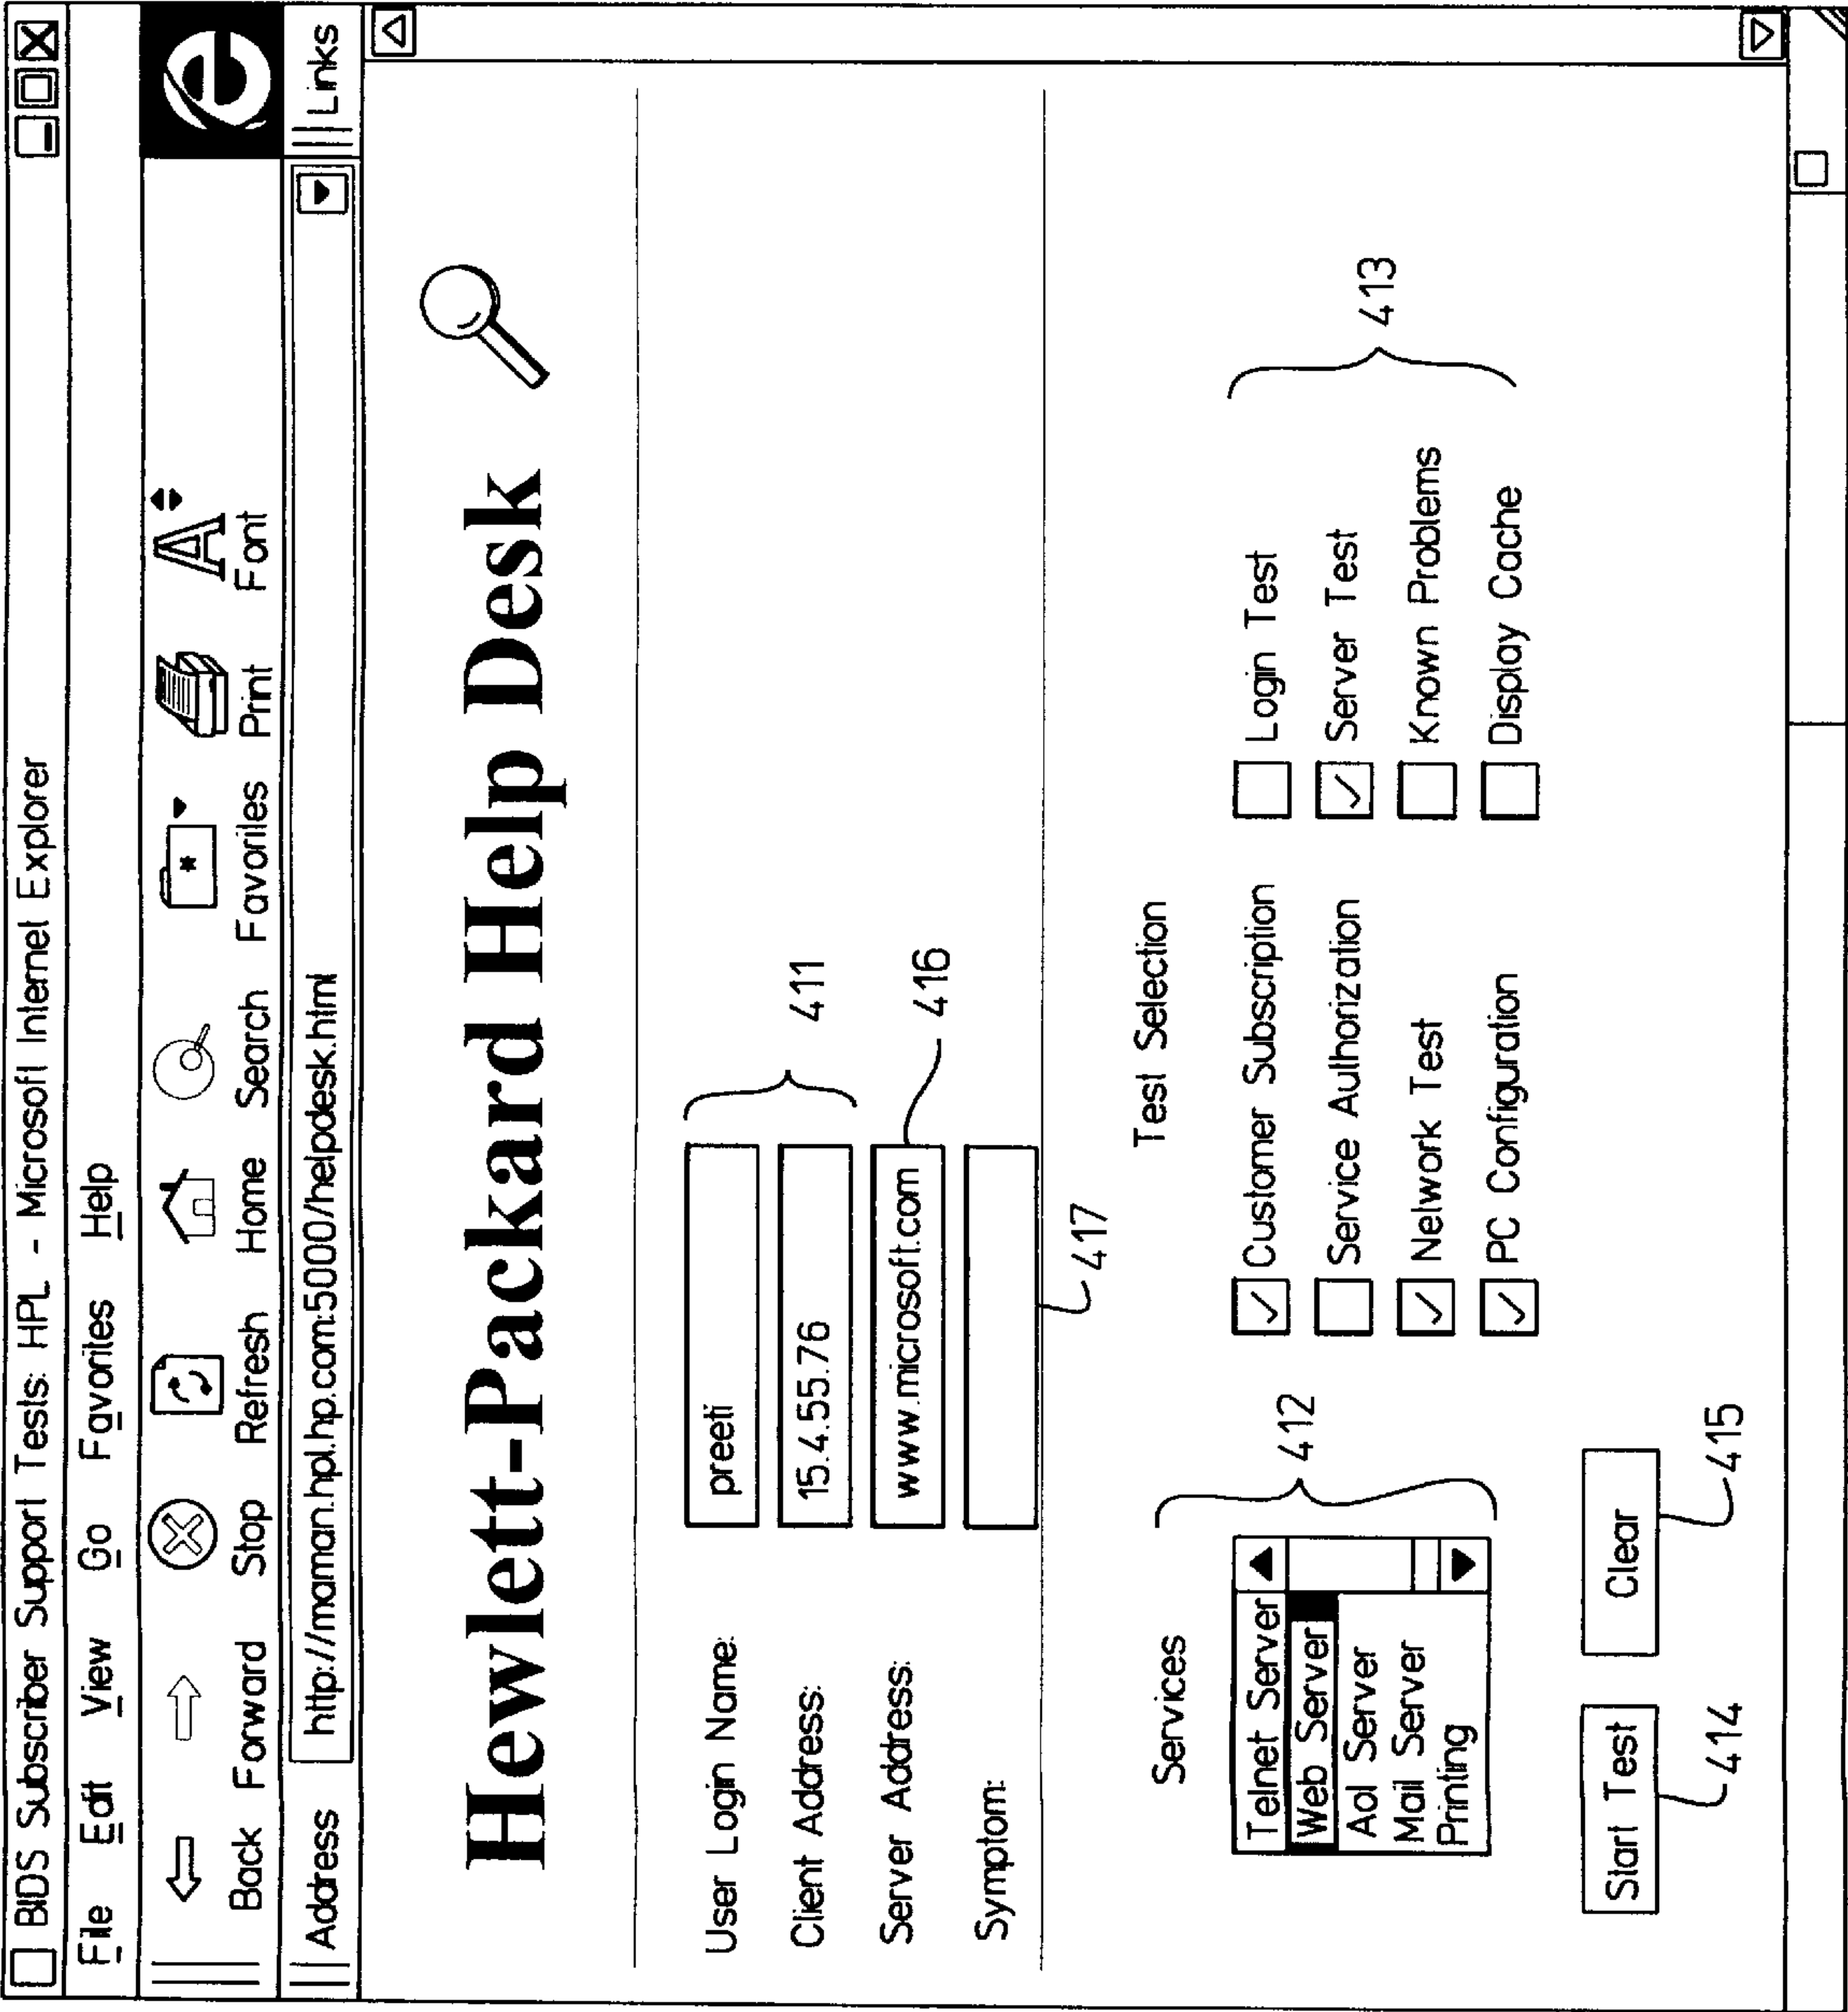 BIDS Subscriber Support Tests: HPL - Microsoft Internet Explorer
File Edit View Go Favorites Help
Back Forward Stop Refresh Home Search Favorites Print Font
Address http://maman.hpl.hp.com:5000/helpdesk.html Links
Hewlett-Packard Help Desk
User Login Name: preeti
411
Client Address: 15.4.55.76
Server Address: www.microsoft.com 416
Symptom:
417
Services Test Selection
Telnet Server
Web Server
Aol Server
Mail Server
Printing
412
Customer Subscription Login Test
Service Authorization Server Test
Network Test Known Problems
PC Configuration Display Cache
413
Start Test Clear
414 415